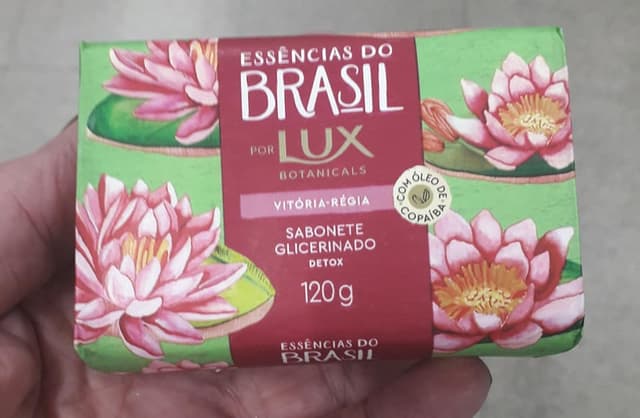 ESSÊNCIAS DO
BRASIL
POR LUX
BOTANICALS
VITÓRIA-RÉGIA
COM ÓLEO DE
COPAÍBA
SABONETE
GLICERINADO
DETOX
120g
ESSÊNCIAS DO
BRASIL